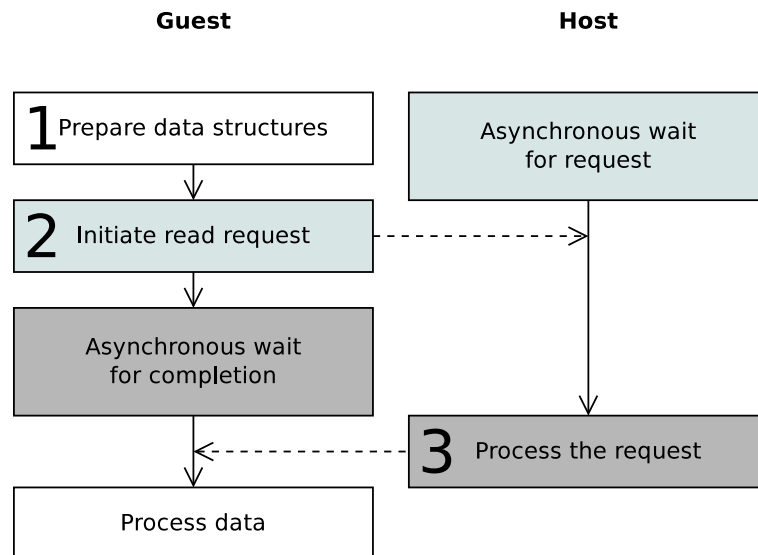 Guest
Host
1 Prepare data structures
Asynchronous wait
for request
2 Initiate read request
Asynchronous wait
for completion
3 Process the request
Process data